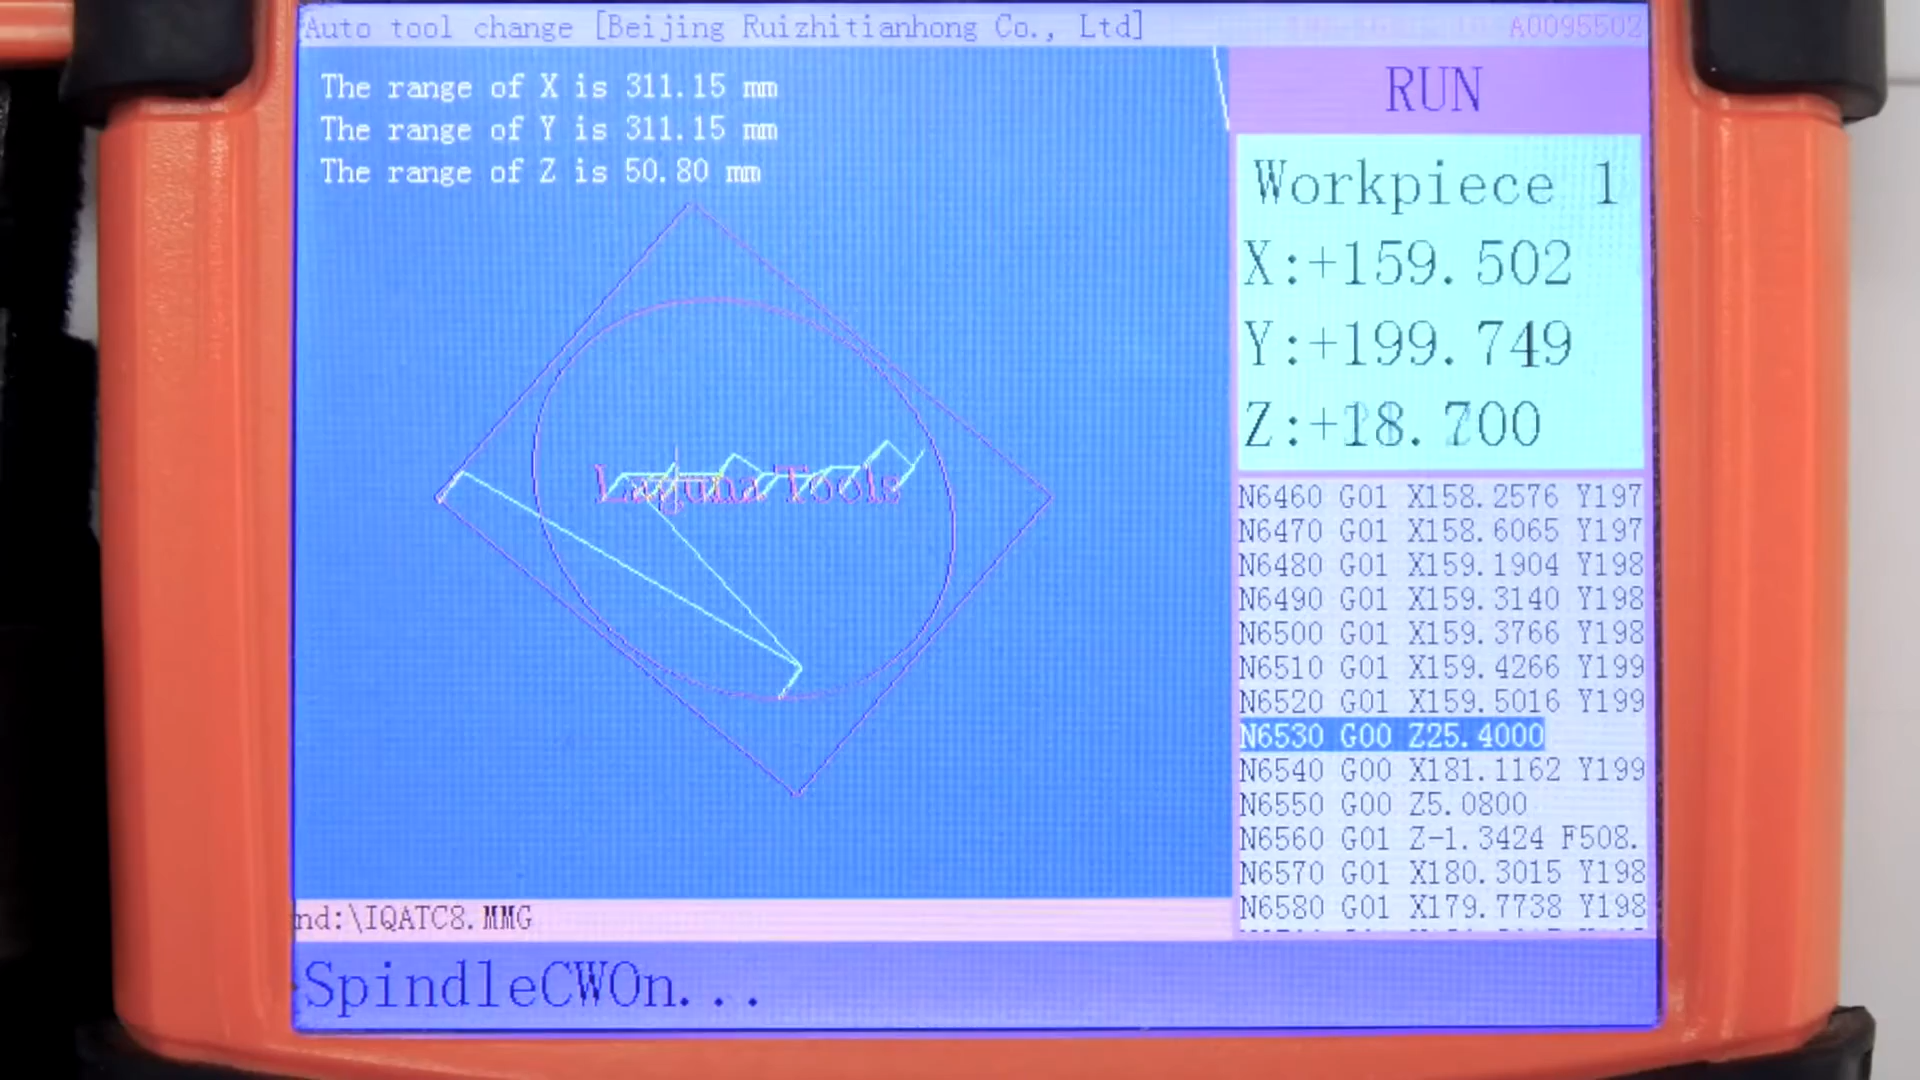 Auto tool change [Beijing Ruizhitianhong Co., Ltd]
A0095502
The range of X is 311.15 mm
The range of Y is 311.15 mm
The range of Z is 50.80 mm
Laguna Tools
RUN
Workpiece 1
X:+159.502
Y:+199.749
Z:+18.700
N6460 G01 X158.2576 Y197
N6470 G01 X158.6065 Y197
N6480 G01 X159.1904 Y198
N6490 G01 X159.3140 Y198
N6500 G01 X159.3766 Y198
N6510 G01 X159.4266 Y199
N6520 G01 X159.5016 Y199
N6530 G00 Z25.4000
N6540 G00 X181.1162 Y199
N6550 G00 Z5.0800
N6560 G01 Z-1.3424 F508.
N6570 G01 X180.3015 Y198
N6580 G01 X179.7738 Y198
nd:\IQATC8.MMG
SpindleCWOn...